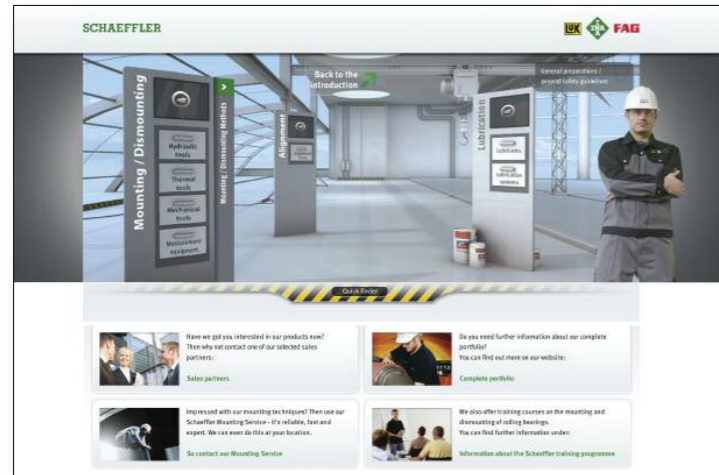 SCHAEFFLER
LUK
INA
FAG
Back to the
introduction
General preparations /
general safety guidelines
Mounting / Dismounting
Mounting / Dismounting Methods
Hydraulic
tools
Thermal
tools
Mechanical
tools
Measurement
equipment
Alignment
Lubrication
Lubricants
Lubrication
systems
Quick finder
Have we got you interested in our products now?
Then why not contact one of our selected sales
partners:
Sales partners
Do you need further information about our complete
portfolio?
You can find out more on our website:
Complete portfolio
Impressed with our mounting techniques? Then use our
Schaeffler Mounting Service - it's reliable, fast and
expert. We can even do this at your location.
So contact our Mounting Service
We also offer training courses on the mounting and
dismounting of rolling bearings.
You can find further information under:
Information about the Schaeffler training programme